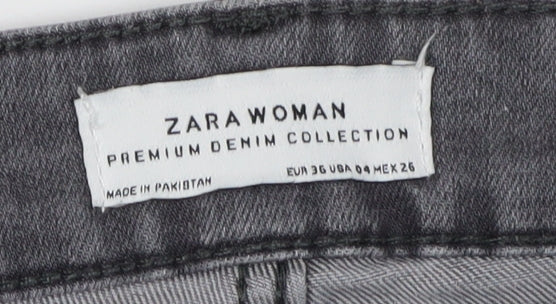 ZARA WOMAN
PREMIUM DENIM COLLECTION
EUR 36 USA 04 MEX 26
MADE IN PAKISTAN